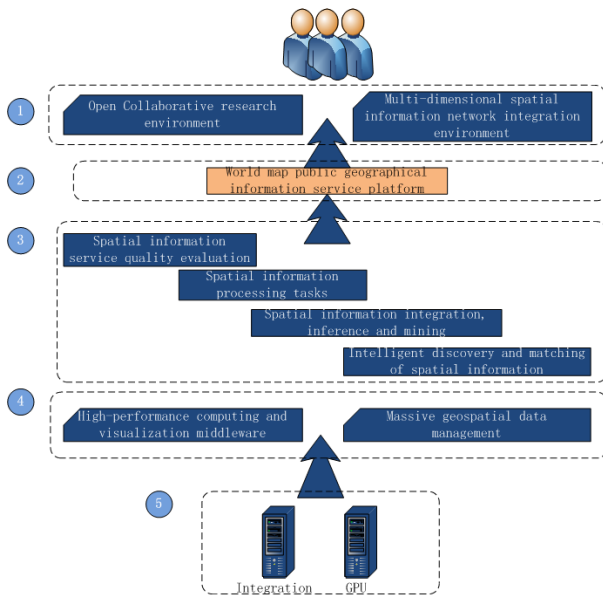 1
Open Collaborative research
environment
Multi-dimensional spatial
information network integration
environment
2
World map public geographical
information service platform
3
Spatial information
service quality evaluation
Spatial information
processing tasks
Spatial information integration,
inference and mining
Intelligent discovery and matching
of spatial information
4
High-performance computing and
visualization middleware
Massive geospatial data
management
5
Integration
GPU